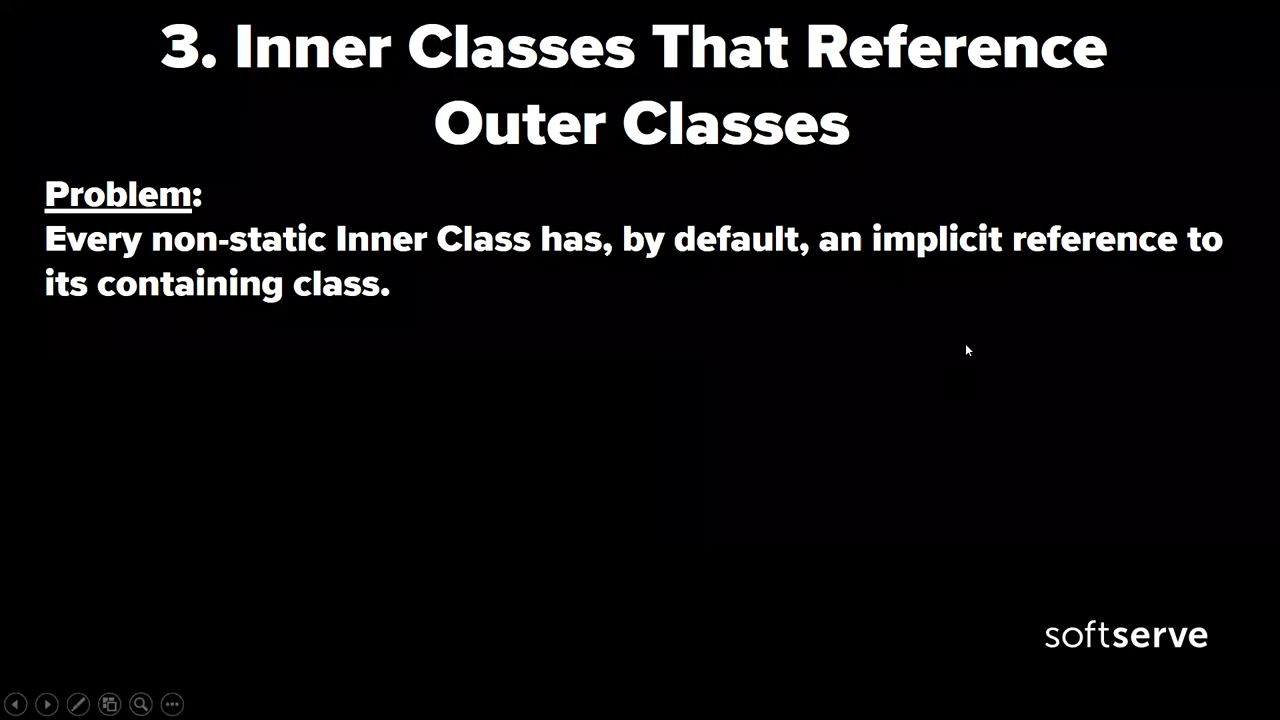 3. Inner Classes That Reference
Outer Classes
Problem:
Every non-static Inner Class has, by default, an implicit reference to
its containing class.
softserve